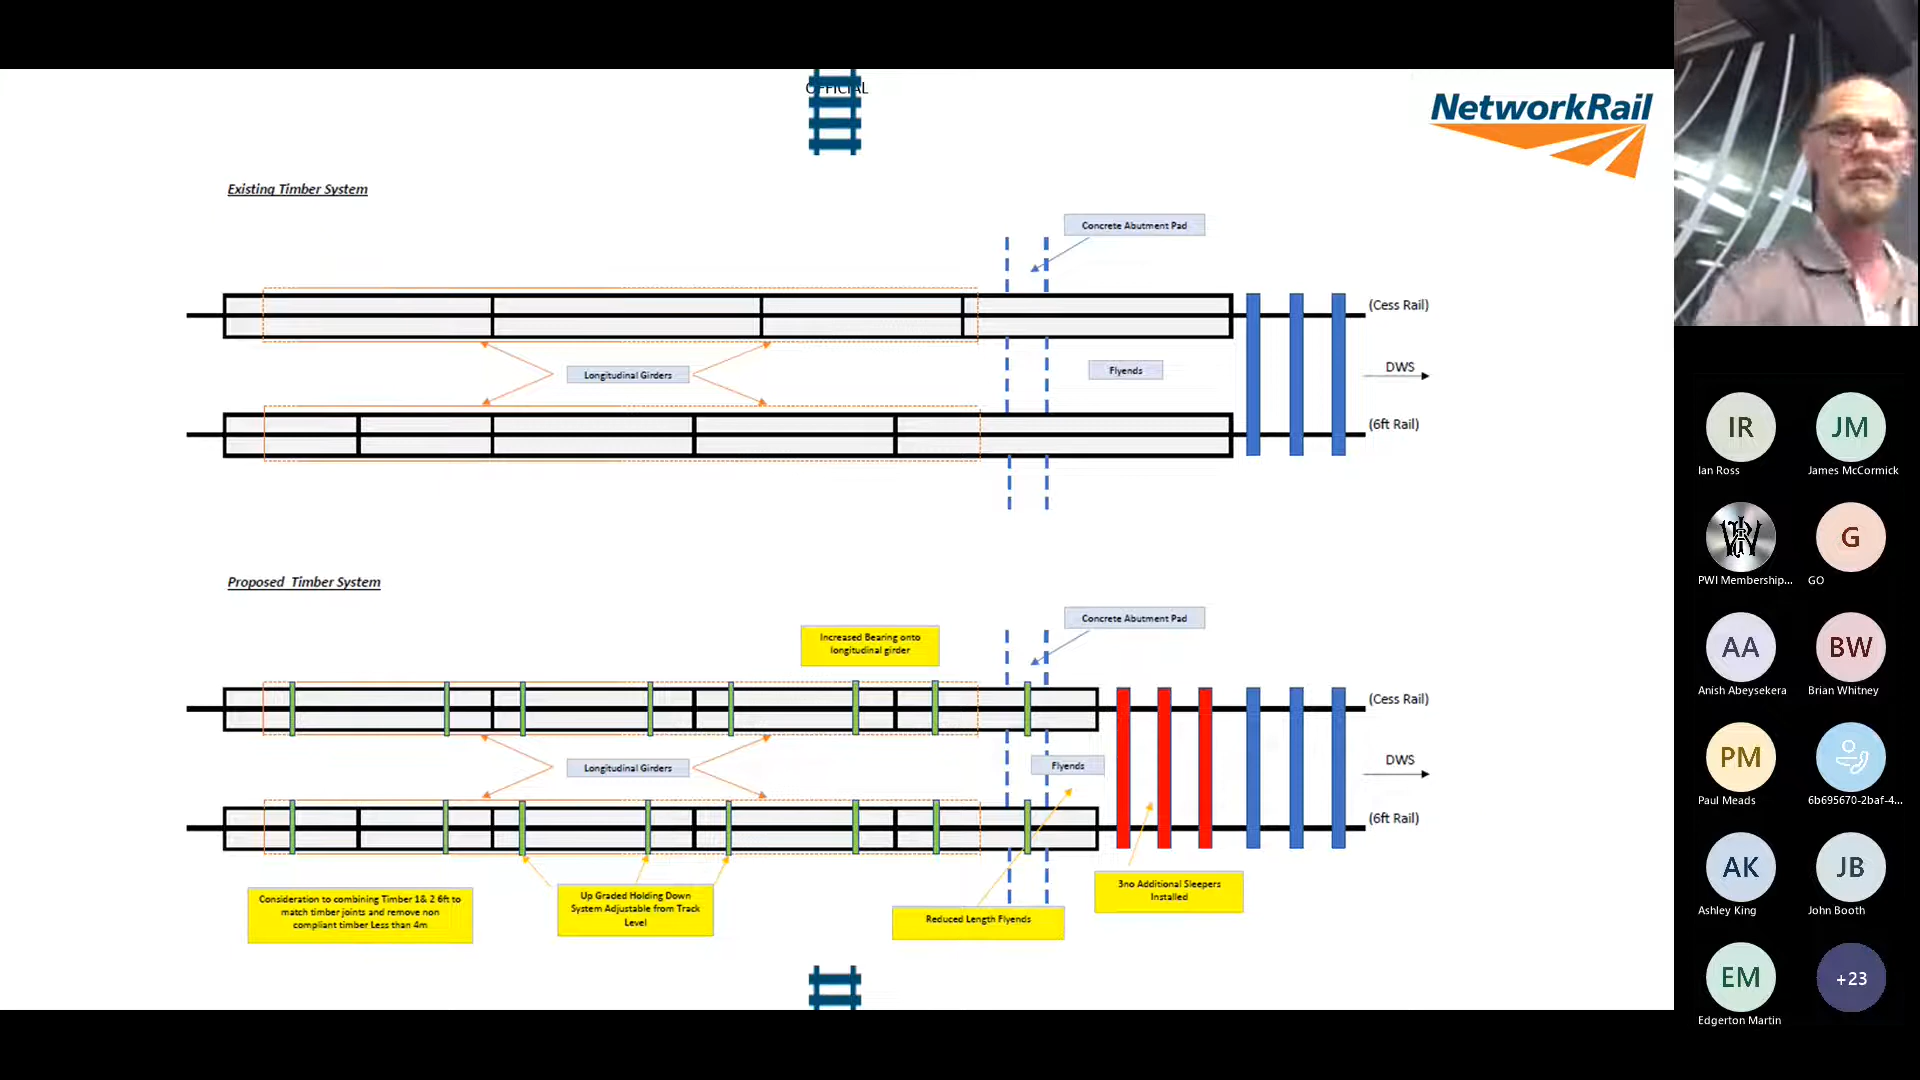 OFFICIAL
NetworkRail
Existing Timber System
Concrete Abutment Pad
(Cess Rail)
Longitudinal Girders
Flyends
DWS
(6ft Rail)
Proposed Timber System
Concrete Abutment Pad
Increased Bearing onto
longitudinal girder
(Cess Rail)
Longitudinal Girders
Flyends
DWS
(6ft Rail)
Consideration to combining Timber 1& 2 6ft to
match timber joints and remove non
compliant timber Less than 4m
Up Graded Holding Down
System Adjustable from Track
Level
Reduced Length Flyends
3no Additional Sleepers
Installed
IR
Ian Ross
JM
James McCormick
PWI Membership...
G
GO
AA
Anish Abeysekera
BW
Brian Whitney
PM
Paul Meads
6b695670-2baf-4...
AK
Ashley King
JB
John Booth
EM
Edgerton Martin
+23